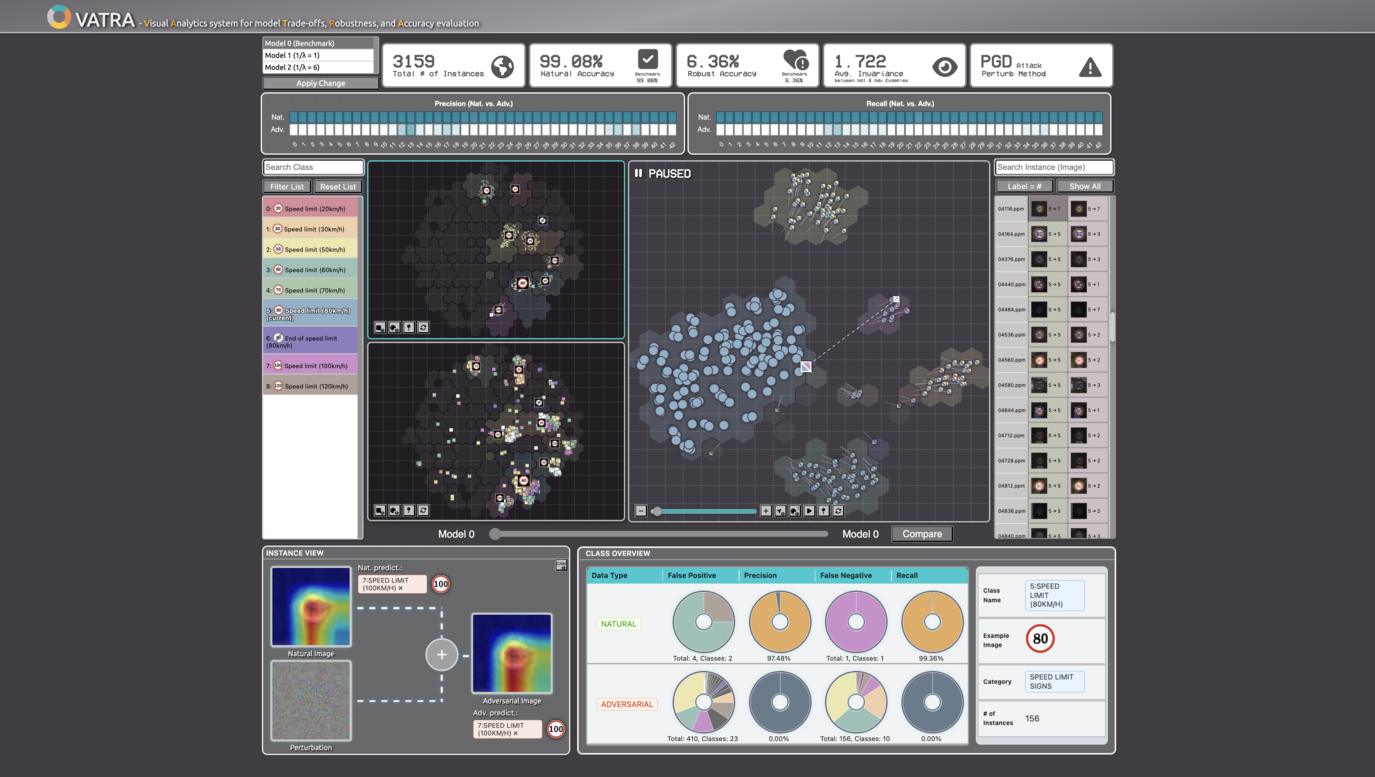 VATRA - Visual Analytics system for model Trade-offs, Robustness, and Accuracy evaluation
Model 0 (Benchmark)
Model 1 (1/λ = 1)
Model 2 (1/λ = 6)
Apply Change
3159
Total # of Instances
99.08%
Natural Accuracy
Benchmark
99.08%
6.36%
Robust Accuracy
Benchmark
6.36%
1.722
Avg. Invariance
between Nat. & Adv Examples
PGD Attack
Perturb Method
Precision (Nat. vs. Adv.)
Nat.
Adv.
0 1 2 3 4 5 6 7 8 9 10 11 12 13 14 15 16 17 18 19 20 21 22 23 24 25 26 27 28 29 30 31 32 33 34 35 36 37 38 39 40 41 42
Recall (Nat. vs. Adv.)
Nat.
Adv.
0 1 2 3 4 5 6 7 8 9 10 11 12 13 14 15 16 17 18 19 20 21 22 23 24 25 26 27 28 29 30 31 32 33 34 35 36 37 38 39 40 41 42
Search Class
Filter List
Reset List
0: Speed limit (20km/h)
1: Speed limit (30km/h)
2: Speed limit (50km/h)
3: Speed limit (60km/h)
4: Speed limit (70km/h)
5: Speed limit (80km/h)
(current)
6: End of speed limit
(80km/h)
7: Speed limit (100km/h)
8: Speed limit (120km/h)
PAUSED
Search Instance (Image)
Label = #
Show All
04116.ppm 5 → 7 5 → 7
04164.ppm 5 → 5 5 → 3
04376.ppm 5 → 5 5 → 3
04440.ppm 5 → 5 5 → 1
04484.ppm 5 → 5 5 → 7
04536.ppm 5 → 5 5 → 2
04560.ppm 5 → 5 5 → 2
04580.ppm 5 → 5 5 → 3
04644.ppm 5 → 5 5 → 1
04712.ppm 5 → 5 5 → 2
04728.ppm 5 → 5 5 → 2
04812.ppm 5 → 5 5 → 2
04836.ppm 5 → 5 5 → 2
04840.ppm 5 → 5 5 → 2
Model 0
Model 0
Compare
INSTANCE VIEW
Nat. predict.:
7:SPEED LIMIT
(100KM/H) ×
100
Natural Image
+
Adversarial Image
Adv. predict.:
7:SPEED LIMIT
(100KM/H) ×
100
Perturbation
CLASS OVERVIEW
Data Type
False Positive
Precision
False Negative
Recall
NATURAL
Total: 4, Classes: 2
97.48%
Total: 1, Classes: 1
99.36%
ADVERSARIAL
Total: 410, Classes: 23
0.00%
Total: 156, Classes: 10
0.00%
Class
Name
5:SPEED
LIMIT
(80KM/H)
Example
Image
80
Category
SPEED LIMIT
SIGNS
# of
Instances
156